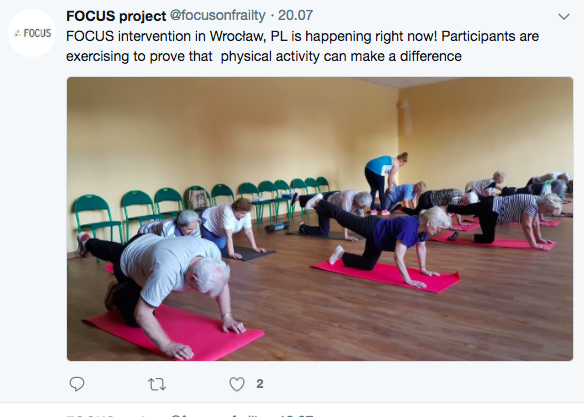 FOCUS project @focusonfrailty · 20.07
FOCUS
FOCUS intervention in Wrocław, PL is happening right now! Participants are
exercising to prove that  physical activity can make a difference
2